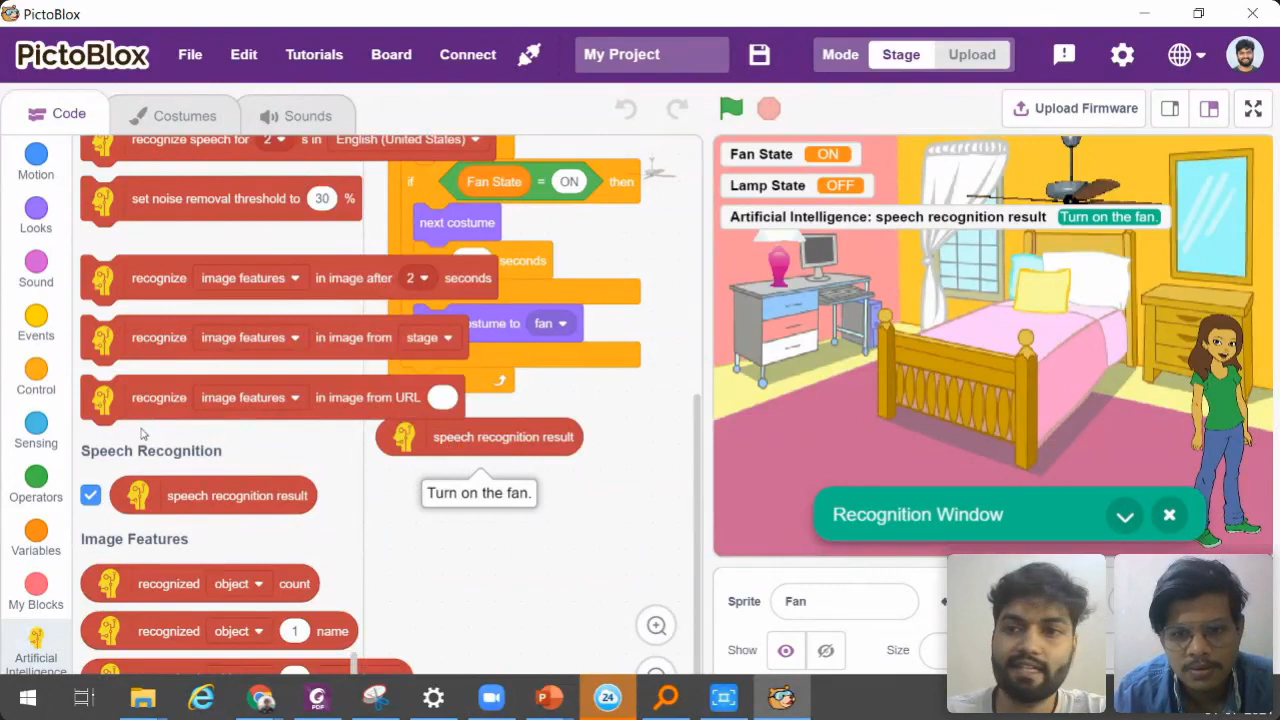 PictoBlox
PictoBlox File Edit Tutorials Board Connect My Project Mode Stage Upload
Code Costumes Sounds Upload Firmware
Motion
Looks
Sound
Events
Control
Sensing
Operators
Variables
My Blocks
Artificial
Intelligence
recognize speech for 2 s in English (United States)
set noise removal threshold to 30 %
recognize image features in image after 2 seconds
recognize image features in image from stage
recognize image features in image from URL
Speech Recognition
speech recognition result
Image Features
recognized object count
recognized object 1 name
if Fan State = ON then
next costume
seconds
ostume to fan
speech recognition result
Turn on the fan.
Fan State ON
Lamp State OFF
Artificial Intelligence: speech recognition result Turn on the fan.
Recognition Window
Sprite Fan
Show Size
24
PDF